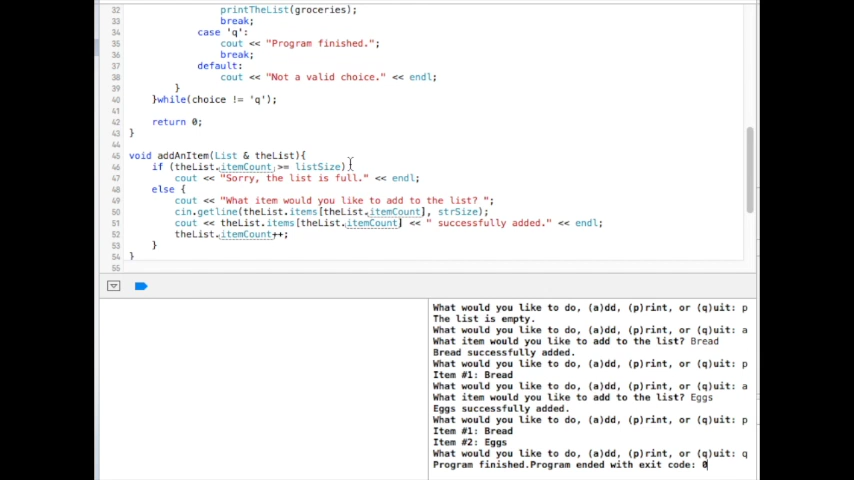 32 printTheList(groceries);
33 break;
34 case 'q':
35 cout << "Program finished.";
36 break;
37 default:
38 cout << "Not a valid choice." << endl;
39 }
40 }while(choice != 'q');
41
42 return 0;
43 }
44
45 void addAnItem(List & theList){
46 if (theList.itemCount >= listSize)
47 cout << "Sorry, the list is full." << endl;
48 else {
49 cout << "What item would you like to add to the list? ";
50 cin.getline(theList.items[theList.itemCount], strSize);
51 cout << theList.items[theList.itemCount] << " successfully added." << endl;
52 theList.itemCount++;
53 }
54 }
55
What would you like to do, (a)dd, (p)rint, or (q)uit: p
The list is empty.
What would you like to do, (a)dd, (p)rint, or (q)uit: a
What item would you like to add to the list? Bread
Bread successfully added.
What would you like to do, (a)dd, (p)rint, or (q)uit: p
Item #1: Bread
What would you like to do, (a)dd, (p)rint, or (q)uit: a
What item would you like to add to the list? Eggs
Eggs successfully added.
What would you like to do, (a)dd, (p)rint, or (q)uit: p
Item #1: Bread
Item #2: Eggs
What would you like to do, (a)dd, (p)rint, or (q)uit: q
Program finished.Program ended with exit code: 0